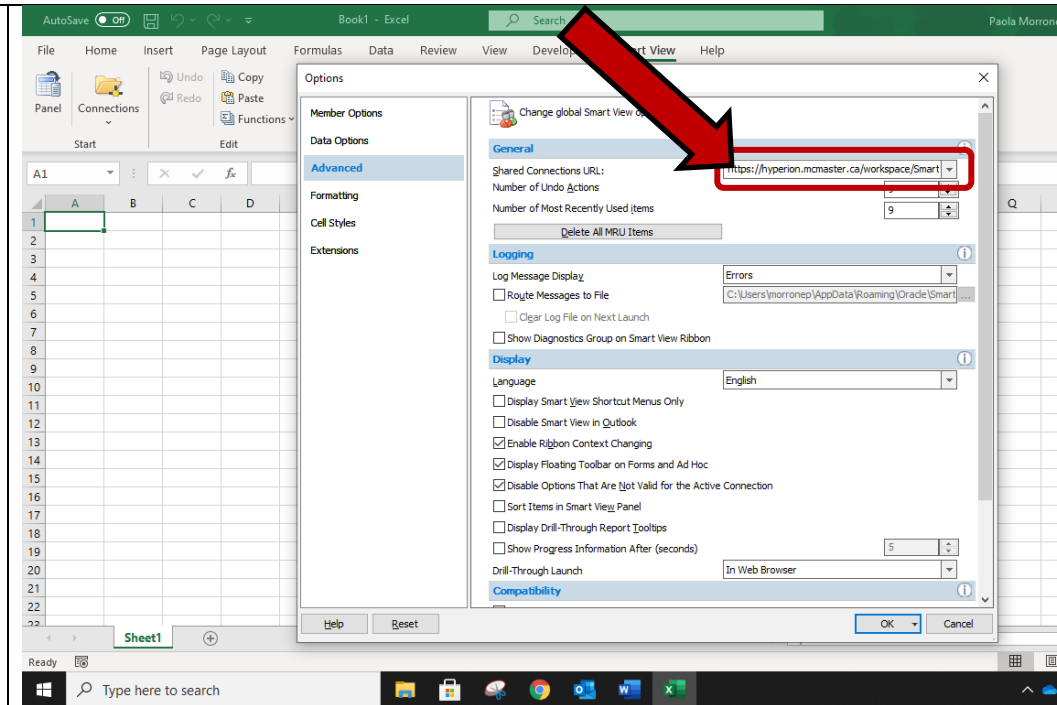 AutoSave Off Book1 - Excel Search Paola Morrone
File Home Insert Page Layout Formulas Data Review View Smart View Help
Undo Copy
Redo Paste
Panel Connections Functions
Start Edit
A1 fx
A B C D Q
1
2
3
4
5
6
7
8
9
10
11
12
13
14
15
16
17
18
19
20
21
22
23
Options
Member Options
Data Options
Advanced
Formatting
Cell Styles
Extensions
Change global Smart View
General
Shared Connections URL: https://hyperion.mcmaster.ca/workspace/Smart
Number of Undo Actions
Number of Most Recently Used items 9
Delete All MRU Items
Logging
Log Message Display Errors
Route Messages to File C:\Users\morronep\AppData\Roaming\Oracle\Smart ...
Clear Log File on Next Launch
Show Diagnostics Group on Smart View Ribbon
Display
Language English
Display Smart View Shortcut Menus Only
Disable Smart View in Outlook
Enable Ribbon Context Changing
Display Floating Toolbar on Forms and Ad Hoc
Disable Options That Are Not Valid for the Active Connection
Sort Items in Smart View Panel
Display Drill-Through Report Tooltips
Show Progress Information After (seconds) 5
Drill-Through Launch In Web Browser
Compatibility
Help Reset OK Cancel
Sheet1
Ready
Type here to search